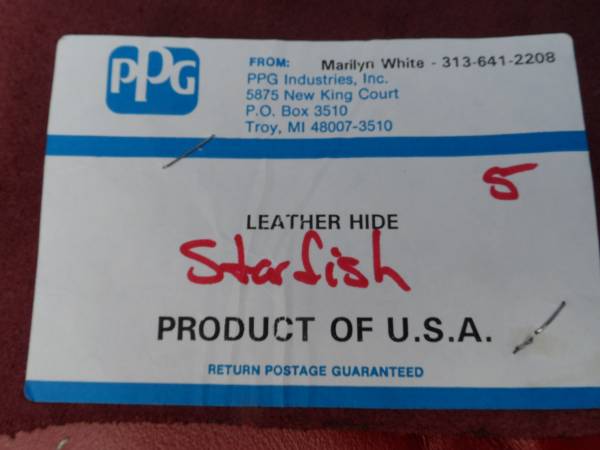 PPG
FROM: Marilyn White - 313-641-2208
PPG Industries, Inc.
5875 New King Court
P.O. Box 3510
Troy, MI 48007-3510
5
LEATHER HIDE
Starfish
PRODUCT OF U.S.A.
RETURN POSTAGE GUARANTEED